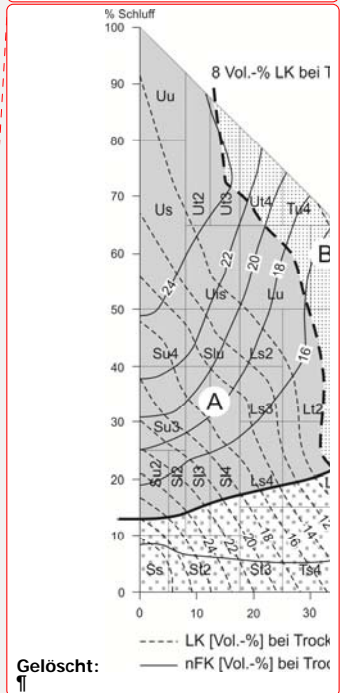 % Schluff
100
8 Vol.-% LK bei T
90
Uu
80
70
Us Ut2 Ut3 Ut4 Tu4
60
B
22 20 18
50
24 Uls Lu
16
40
Su4 Slu Ls2
A
30
Su3 Ls3 Lt2
20
Su2 Sl2 Sl3 Sl4 Ls4
10
24 22 20 18 16 14 12
Ss St2 St3 Ts4
0
0 10 20 30
LK [Vol.-%] bei Trock
Gelöscht: nFK [Vol.-%] bei Troc
¶